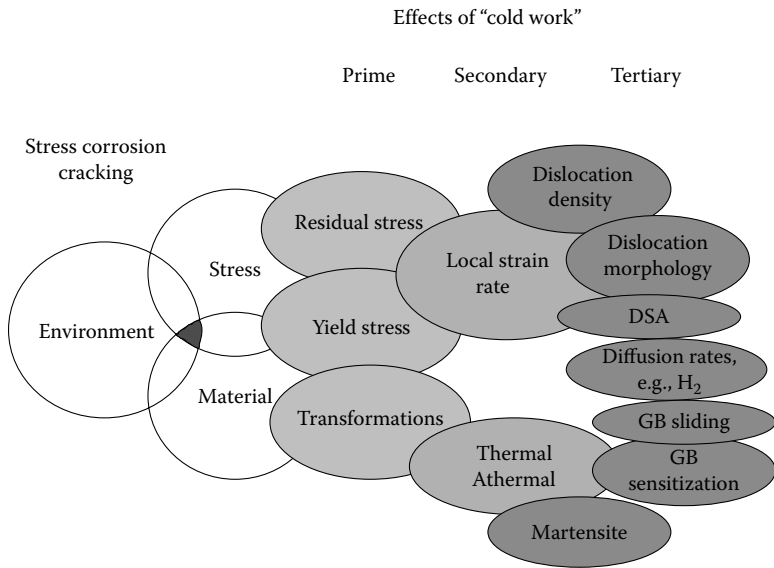 Effects of “cold work”
Prime
Secondary
Tertiary
Stress corrosion
cracking
Environment
Stress
Material
Residual stress
Yield stress
Transformations
Local strain
rate
Thermal
Athermal
Dislocation
density
Dislocation
morphology
DSA
Diffusion rates,
e.g., H₂
GB sliding
GB
sensitization
Martensite